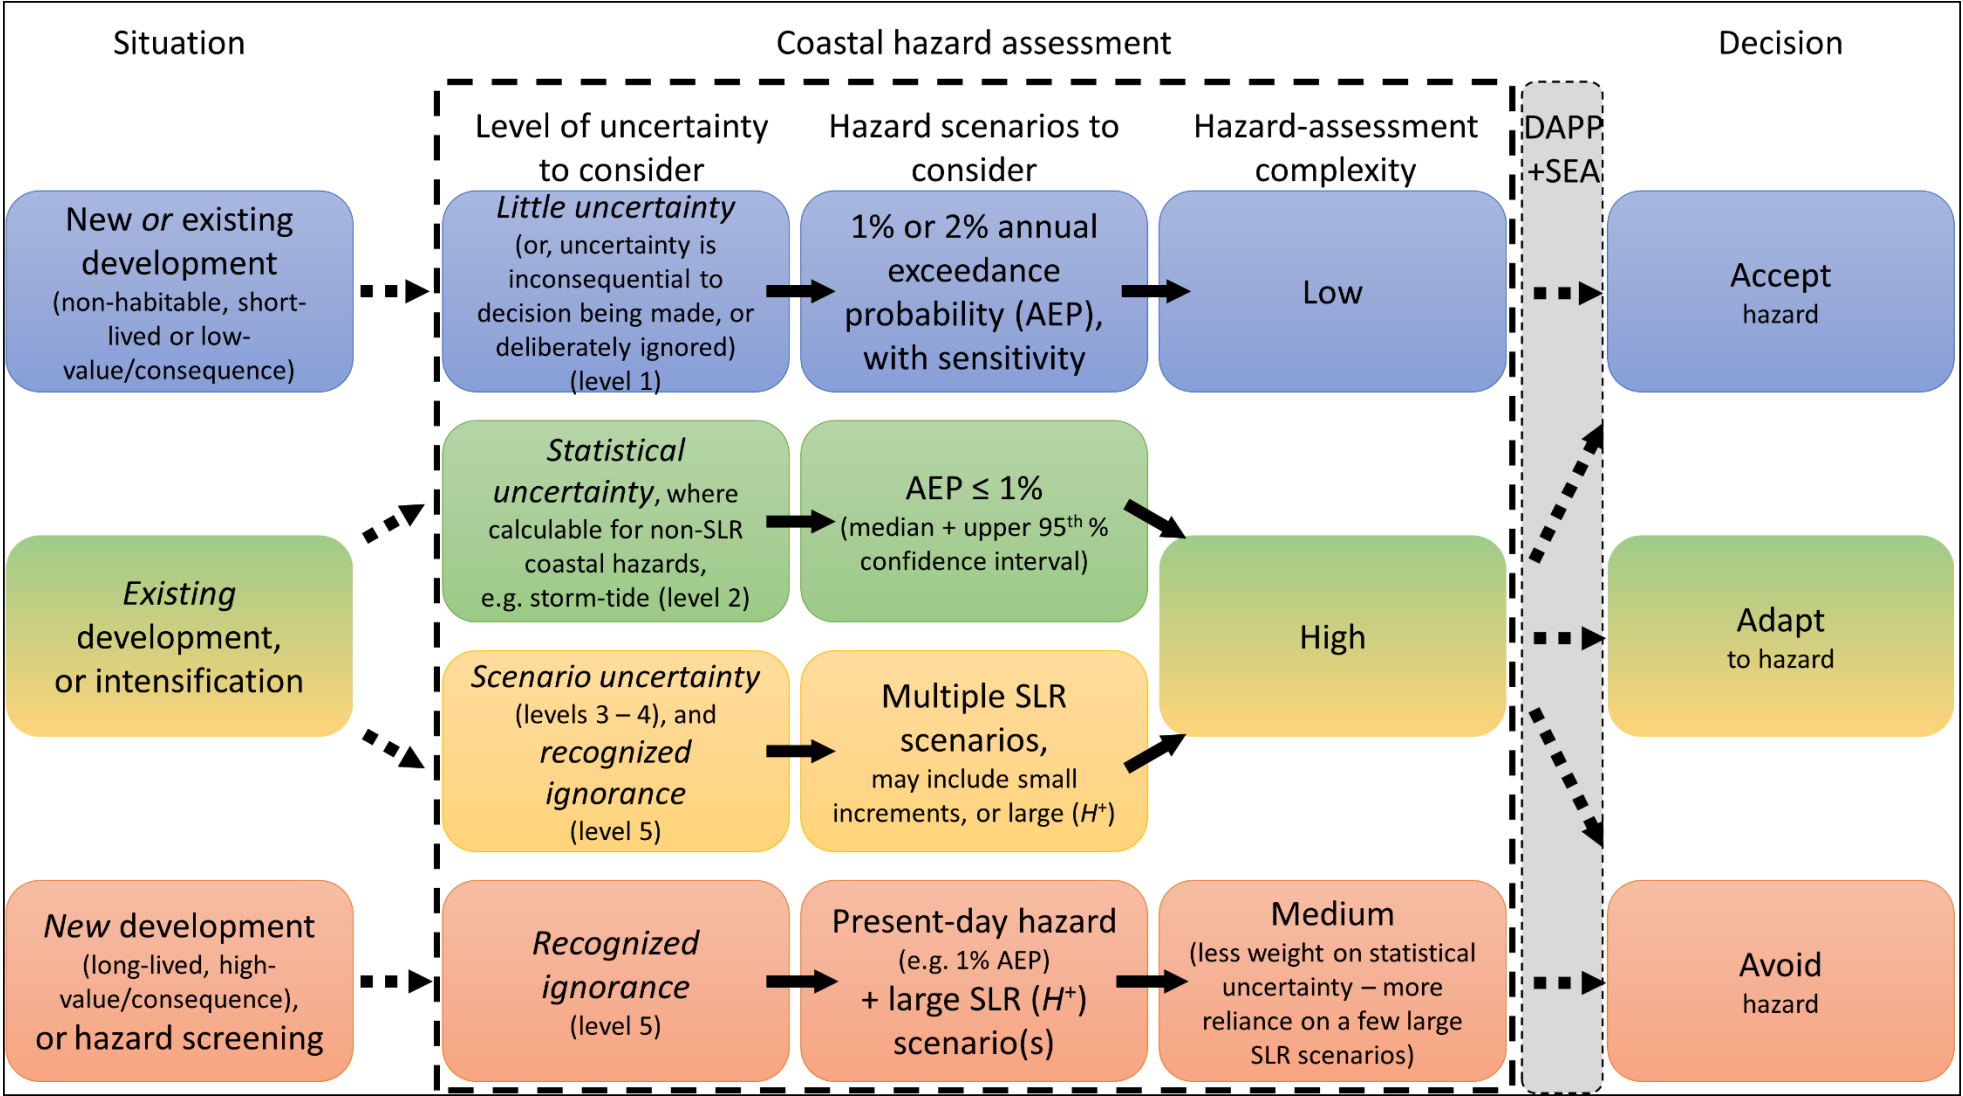 Situation
Coastal hazard assessment
Decision
Level of uncertainty
to consider
Hazard scenarios to
consider
Hazard-assessment
complexity
DAPP
+SEA
New or existing
development
(non-habitable, short-
lived or low-
value/consequence)
Little uncertainty
(or, uncertainty is
inconsequential to
decision being made, or
deliberately ignored)
(level 1)
1% or 2% annual
exceedance
probability (AEP),
with sensitivity
Low
Accept
hazard
Existing
development,
or intensification
Statistical
uncertainty, where
calculable for non-SLR
coastal hazards,
e.g. storm-tide (level 2)
AEP ≤ 1%
(median + upper 95th %
confidence interval)
Scenario uncertainty
(levels 3 – 4), and
recognized
ignorance
(level 5)
Multiple SLR
scenarios,
may include small
increments, or large (H+)
High
Adapt
to hazard
New development
(long-lived, high-
value/consequence),
or hazard screening
Recognized
ignorance
(level 5)
Present-day hazard
(e.g. 1% AEP)
+ large SLR (H+)
scenario(s)
Medium
(less weight on statistical
uncertainty – more
reliance on a few large
SLR scenarios)
Avoid
hazard